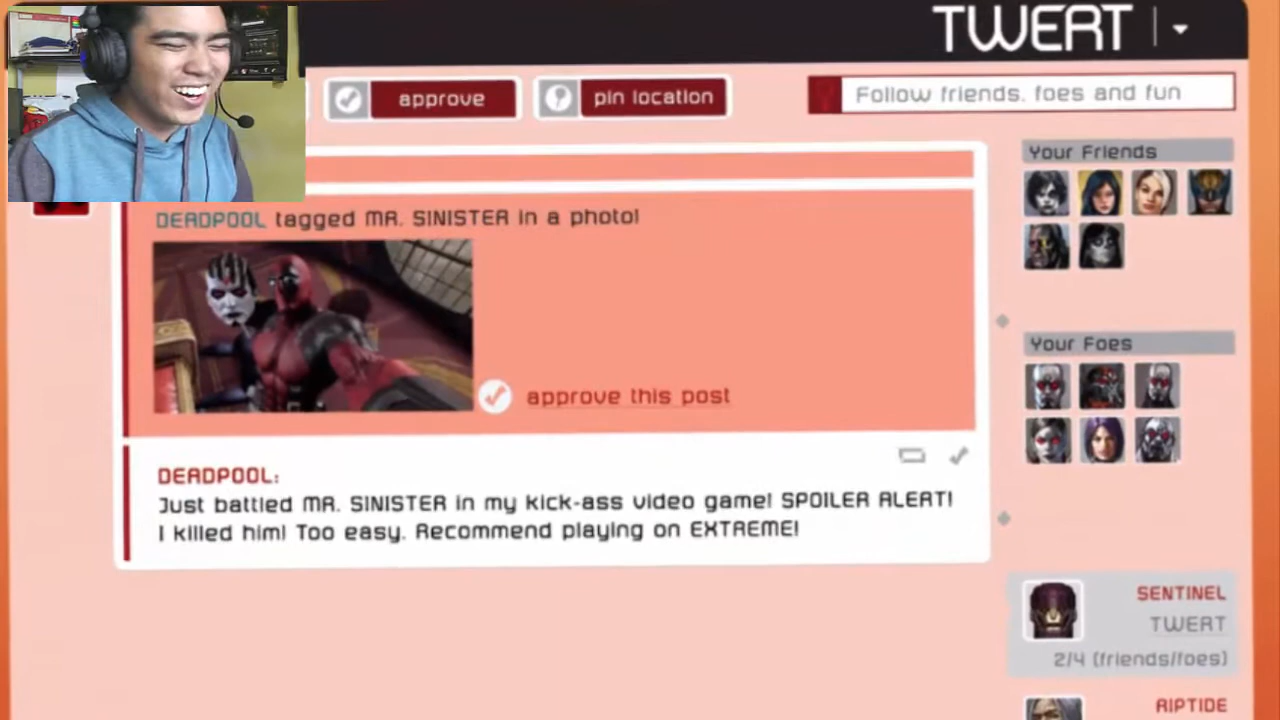 TWERT
approve
pin location
Follow friends, foes and fun
DEADPOOL tagged MR. SINISTER in a photo!
approve this post
DEADPOOL:
Just battled MR. SINISTER in my kick-ass video game! SPOILER ALERT!
I killed him! Too easy. Recommend playing on EXTREME!
Your Friends
Your Foes
SENTINEL
TWERT
2/4 (friends/foes)
RIPTIDE